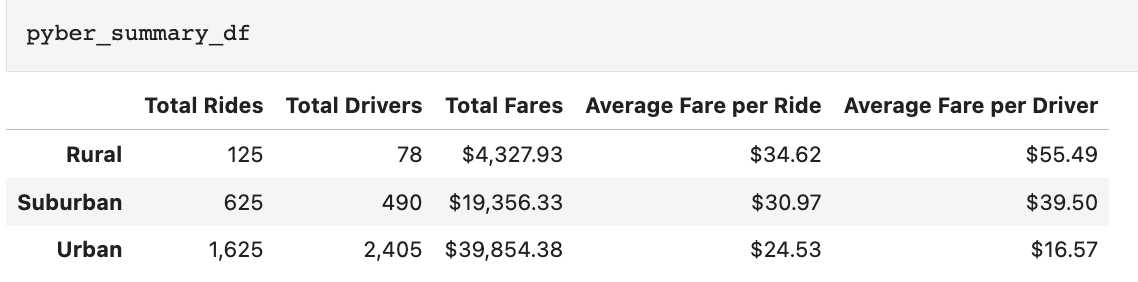 pyber_summary_df
Total Rides Total Drivers Total Fares Average Fare per Ride Average Fare per Driver
Rural 125 78 $4,327.93 $34.62 $55.49
Suburban 625 490 $19,356.33 $30.97 $39.50
Urban 1,625 2,405 $39,854.38 $24.53 $16.57